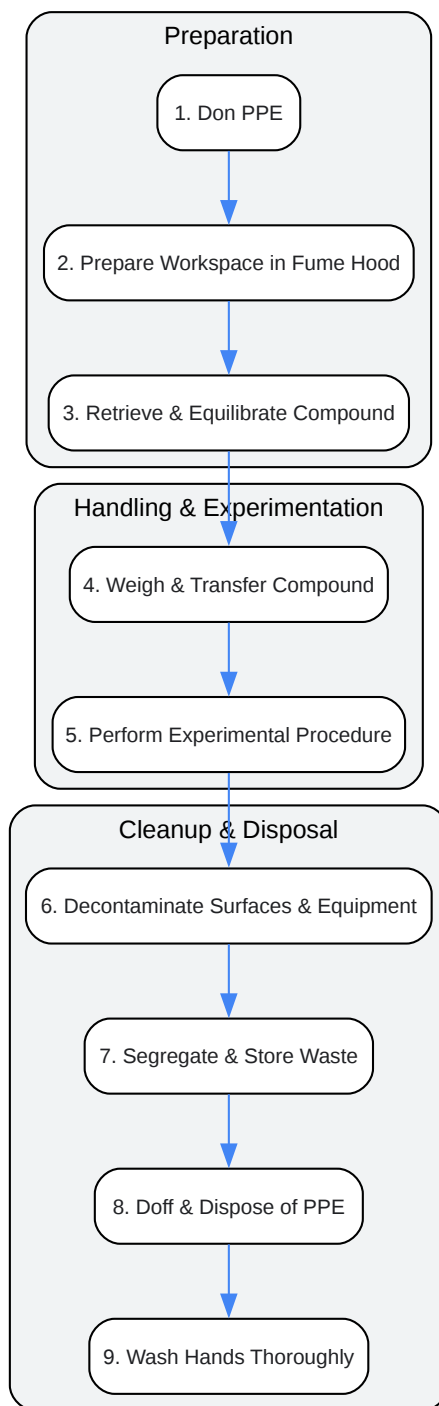 Preparation
1. Don PPE
2. Prepare Workspace in Fume Hood
3. Retrieve & Equilibrate Compound
Handling & Experimentation
4. Weigh & Transfer Compound
5. Perform Experimental Procedure
Cleanup & Disposal
6. Decontaminate Surfaces & Equipment
7. Segregate & Store Waste
8. Doff & Dispose of PPE
9. Wash Hands Thoroughly